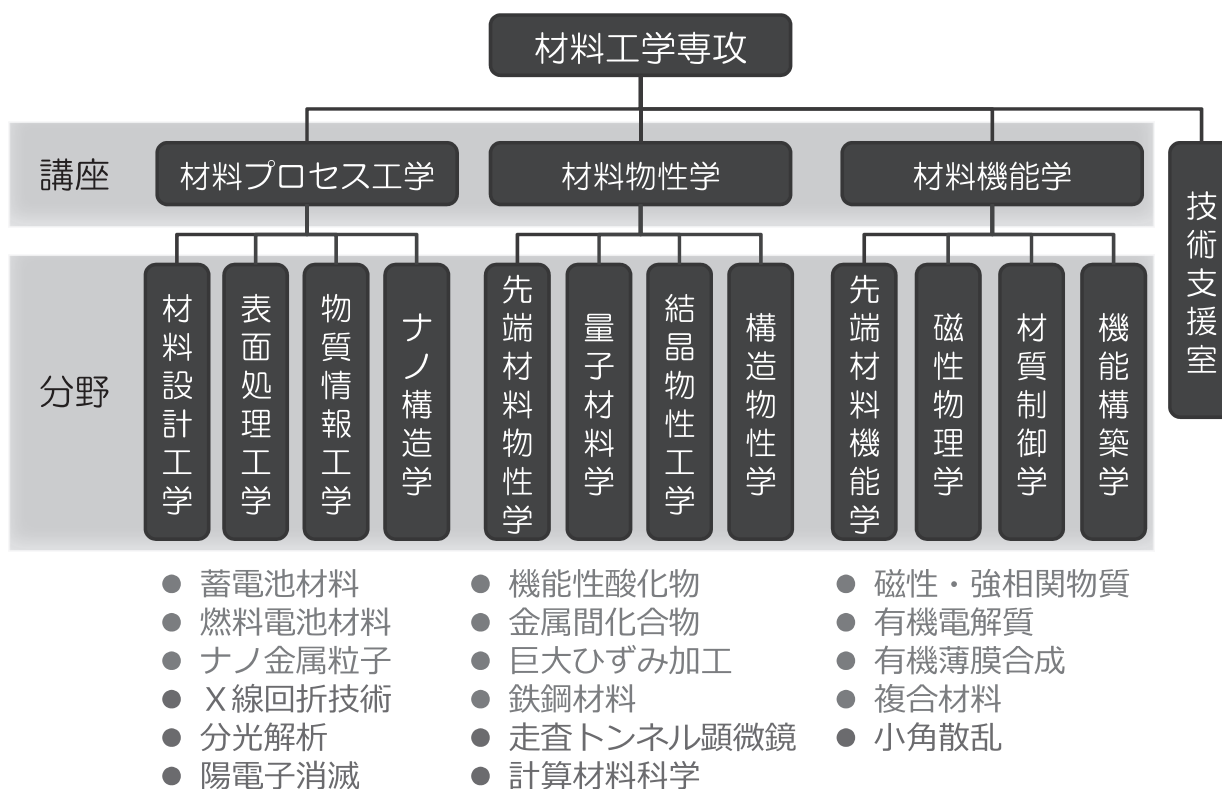 材料工学専攻
講座
材料プロセス工学
材料物性学
材料機能学
技術支援室
分野
材料設計工学
表面処理工学
物質情報工学
ナノ構造学
先端材料物性学
量子材料学
結晶物性工学
構造物性学
先端材料機能学
磁性物理学
材質制御学
機能構築学
● 蓄電池材料
● 燃料電池材料
● ナノ金属粒子
● X線回折技術
● 分光解析
● 陽電子消滅
● 機能性酸化物
● 金属間化合物
● 巨大ひずみ加工
● 鉄鋼材料
● 走査トンネル顕微鏡
● 計算材料科学
● 磁性・強相関物質
● 有機電解質
● 有機薄膜合成
● 複合材料
● 小角散乱